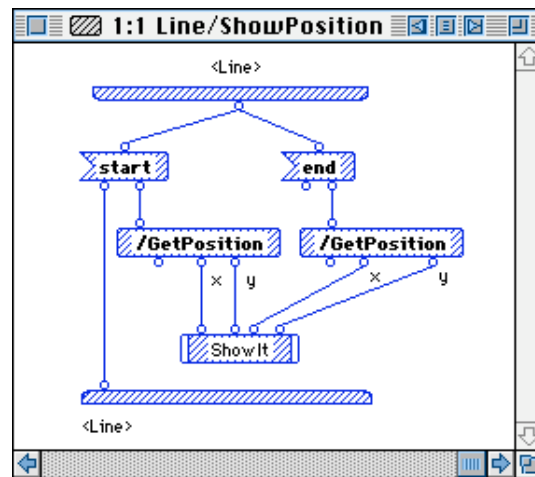 1:1 Line/ShowPosition
<Line>
start end
/GetPosition /GetPosition
x y x y
ShowIt
<Line>